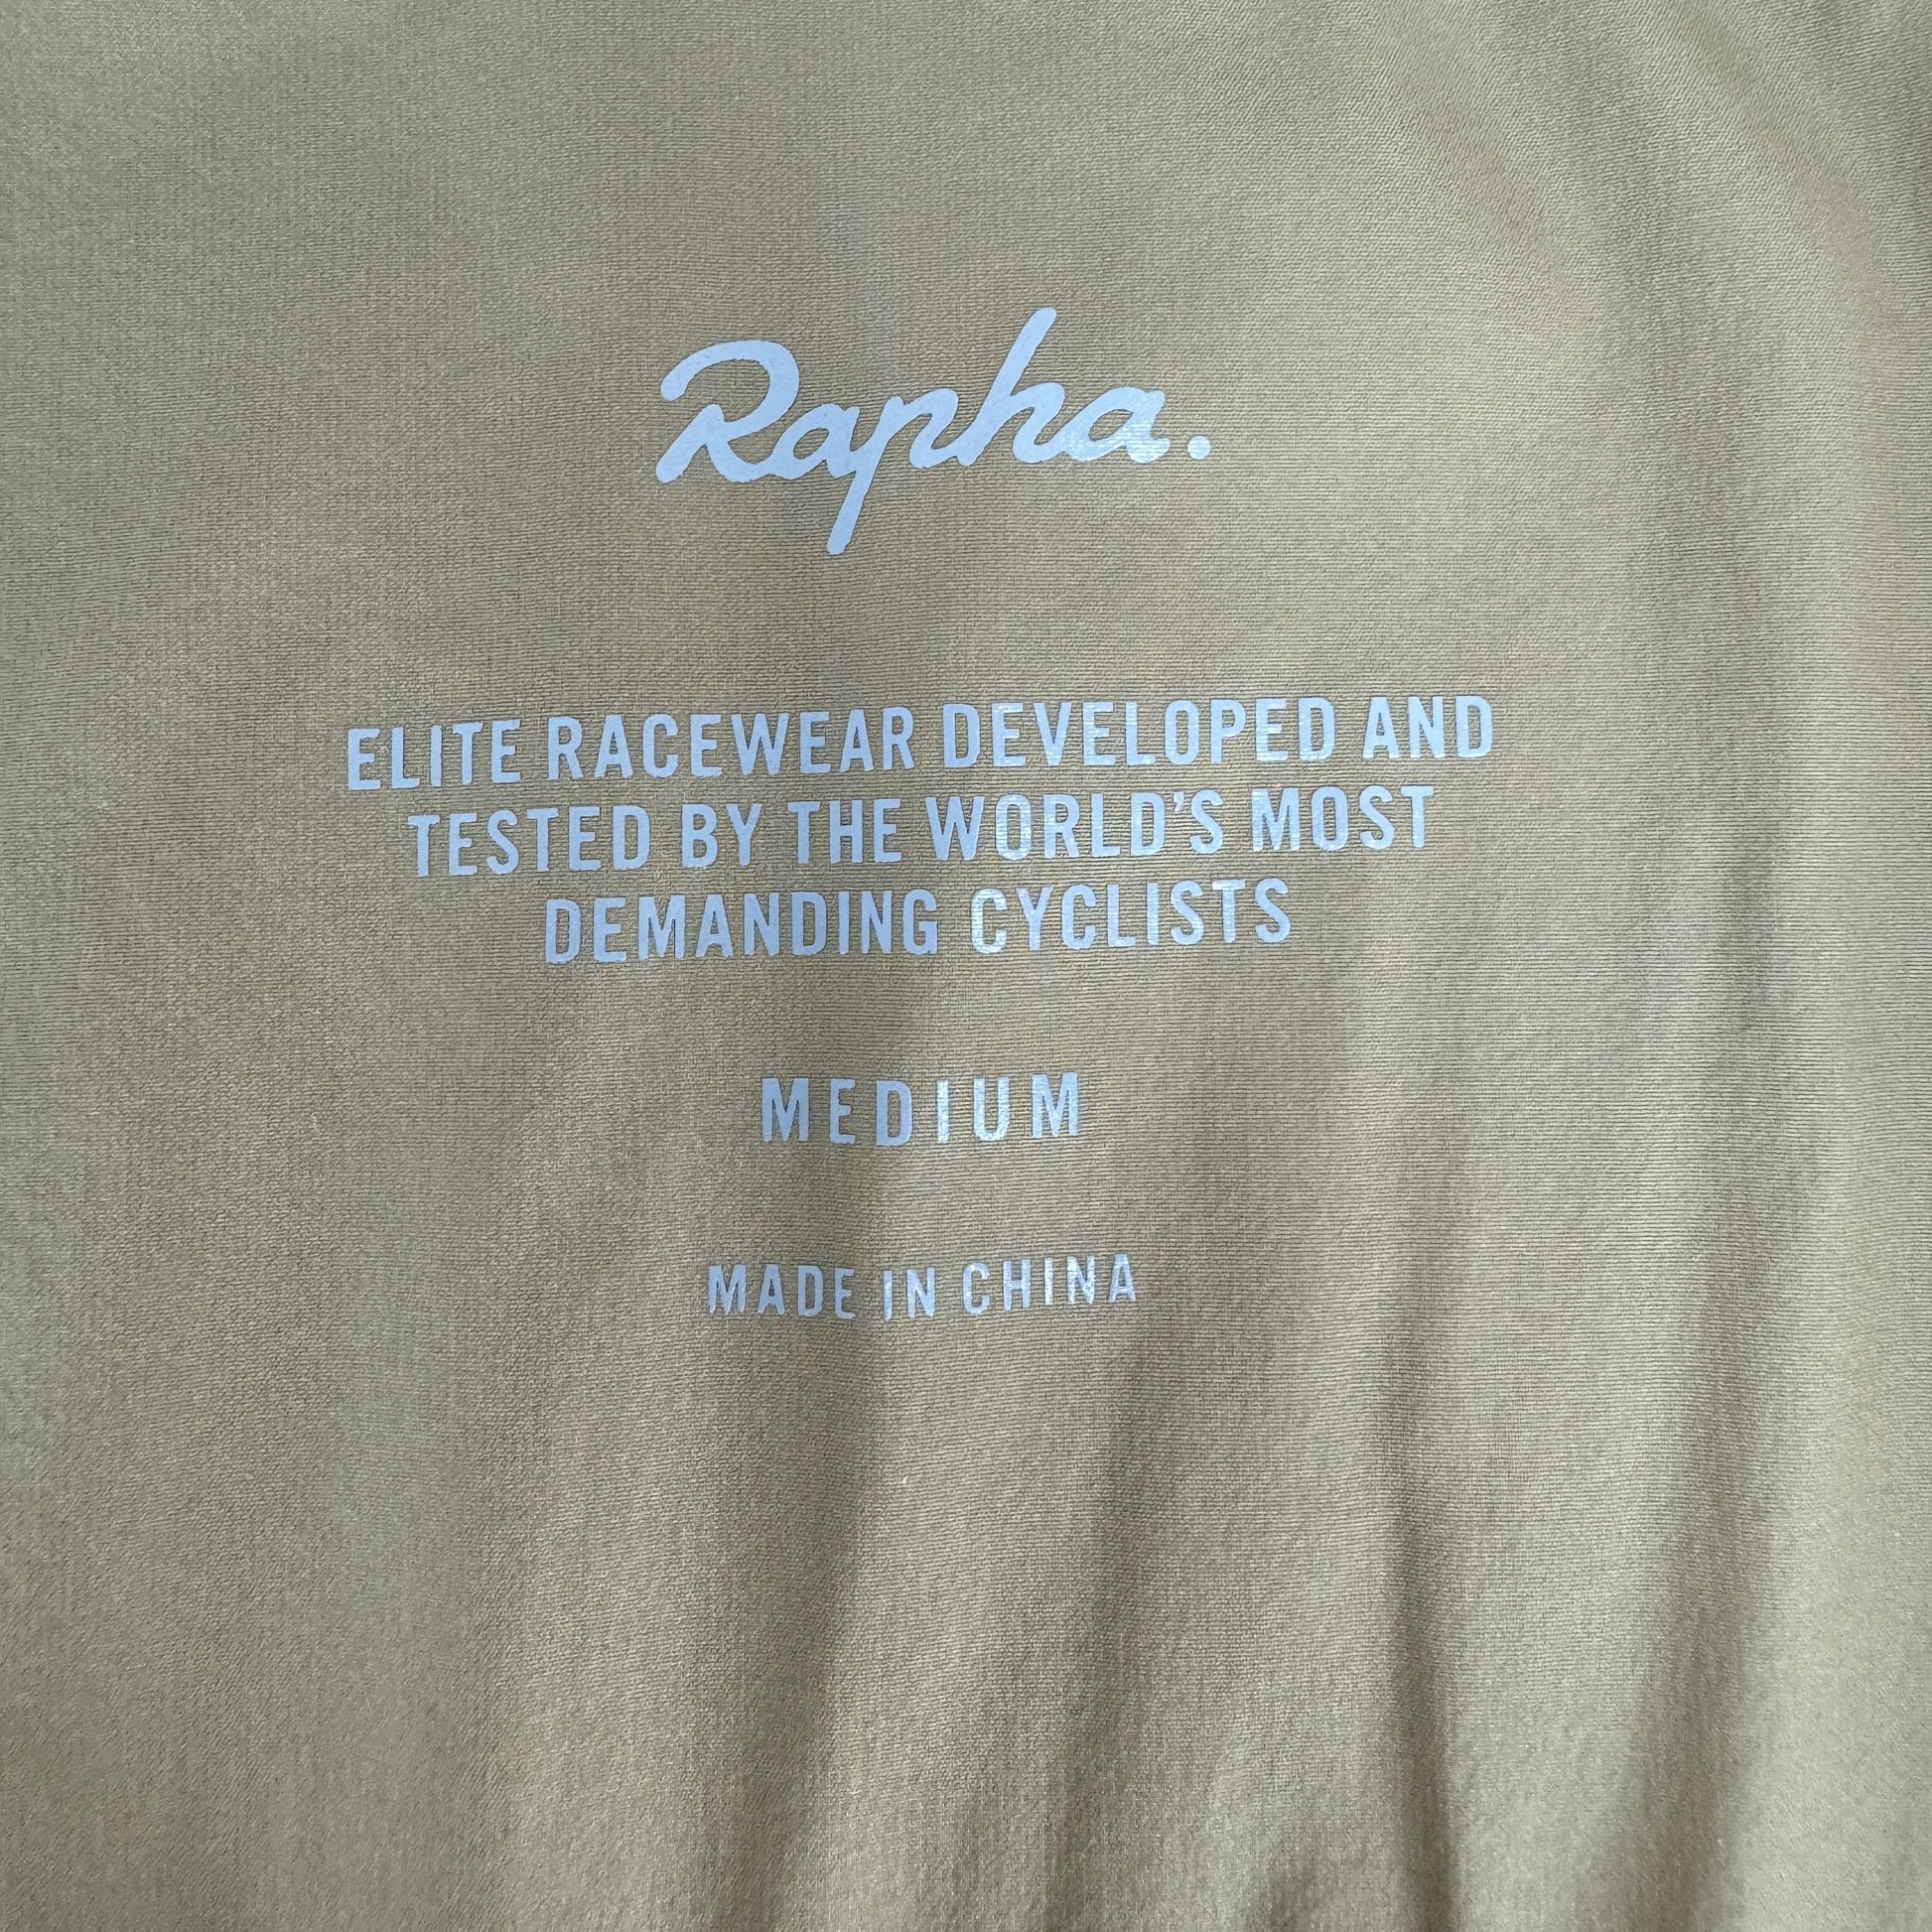 Rapha.
ELITE RACEWEAR DEVELOPED AND
TESTED BY THE WORLD'S MOST
DEMANDING CYCLISTS
MEDIUM
MADE IN CHINA